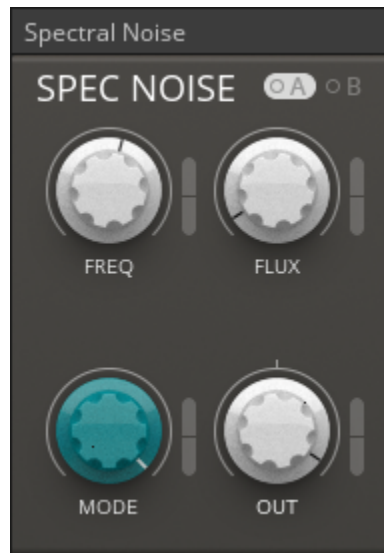 Spectral Noise
SPEC NOISE A B
FREQ FLUX
MODE OUT